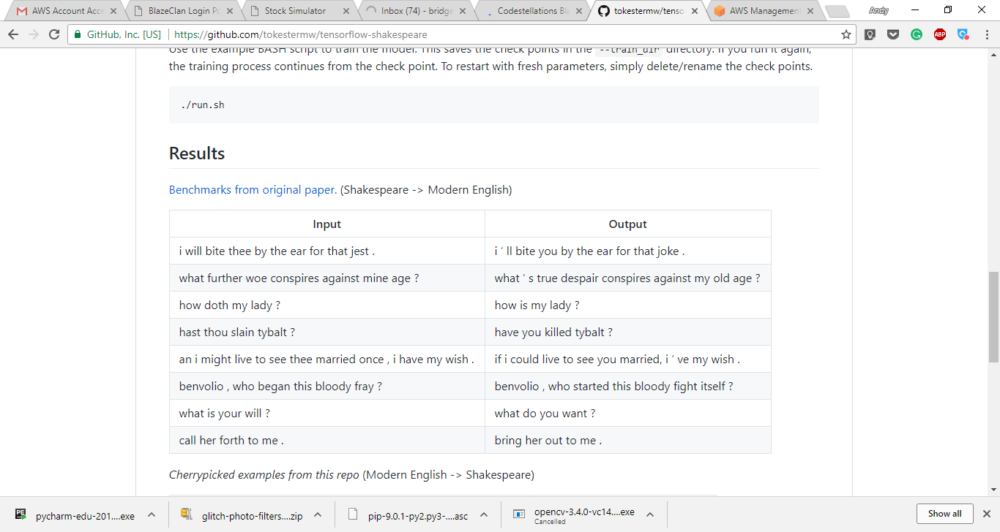 AWS Account Acce
BlazeClan Login Po
Stock Simulator
Inbox (74) - bridge
Codestellations Bla
tokestermw/tenso
AWS Management
Andy
GitHub, Inc. [US]
https://github.com/tokestermw/tensorflow-shakespeare
ABP
Use the example BASH script to train the model. This saves the check points in the --train_dir directory. If you run it again,
the training process continues from the check point. To restart with fresh parameters, simply delete/rename the check points.
./run.sh
Results
Benchmarks from original paper. (Shakespeare -> Modern English)
Input Output
i will bite thee by the ear for that jest . i ' ll bite you by the ear for that joke .
what further woe conspires against mine age ? what ' s true despair conspires against my old age ?
how doth my lady ? how is my lady ?
hast thou slain tybalt ? have you killed tybalt ?
an i might live to see thee married once , i have my wish . if i could live to see you married, i ' ve my wish .
benvolio , who began this bloody fray ? benvolio , who started this bloody fight itself ?
what is your will ? what do you want ?
call her forth to me . bring her out to me .
Cherrypicked examples from this repo (Modern English -> Shakespeare)
pycharm-edu-201....exe
glitch-photo-filters....zip
pip-9.0.1-py2.py3-....asc
opencv-3.4.0-vc14....exe
Cancelled
Show all